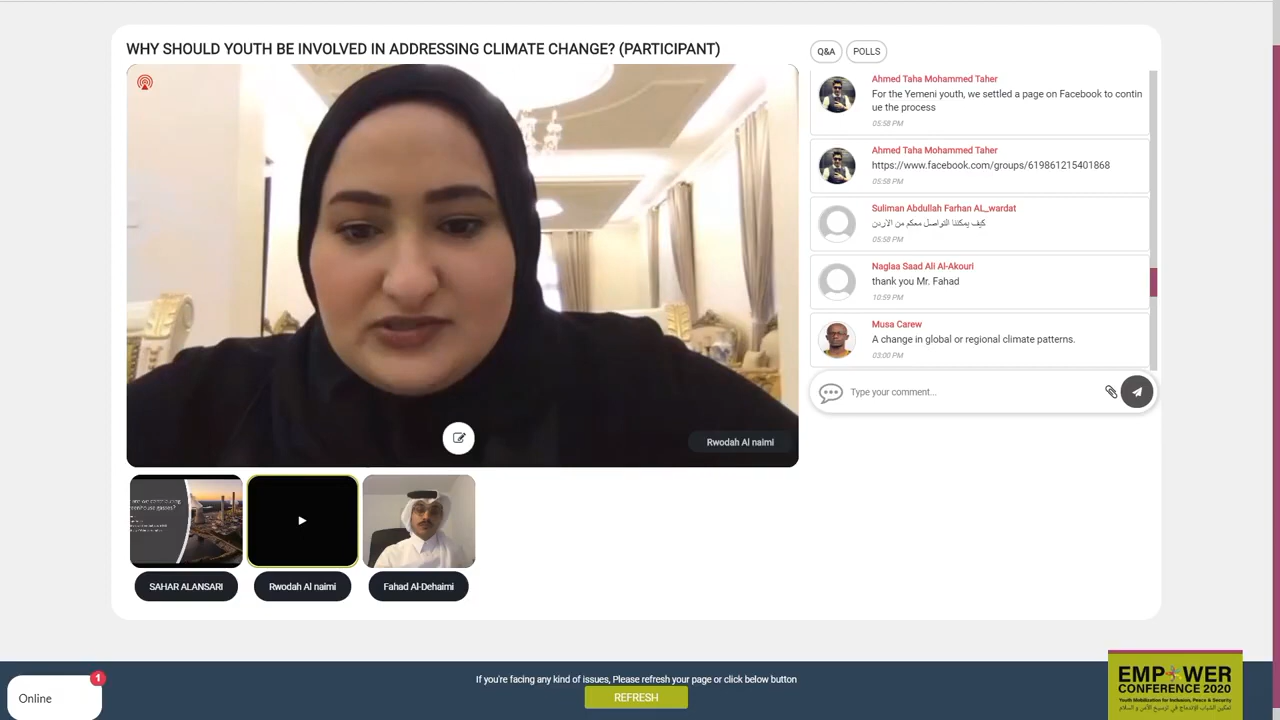 WHY SHOULD YOUTH BE INVOLVED IN ADDRESSING CLIMATE CHANGE? (PARTICIPANT)
Rwodah Al naimi
SAHAR ALANSARI
Rwodah Al naimi
Fahad Al-Dehaimi
Q&A
POLLS
Ahmed Taha Mohammed Taher
For the Yemeni youth, we settled a page on Facebook to contin
ue the process
05:58 PM
Ahmed Taha Mohammed Taher
https://www.facebook.com/groups/619861215401868
05:58 PM
Suliman Abdullah Farhan AL_wardat
كيف يمكننا التواصل معكم من الاردن
05:58 PM
Naglaa Saad Ali Al-Akouri
thank you Mr. Fahad
10:59 PM
Musa Carew
A change in global or regional climate patterns.
03:00 PM
Type your comment...
Online
1
If you're facing any kind of issues, Please refresh your page or click below button
REFRESH
EMPOWER
CONFERENCE 2020
Youth Mobilization for Inclusion, Peace & Security